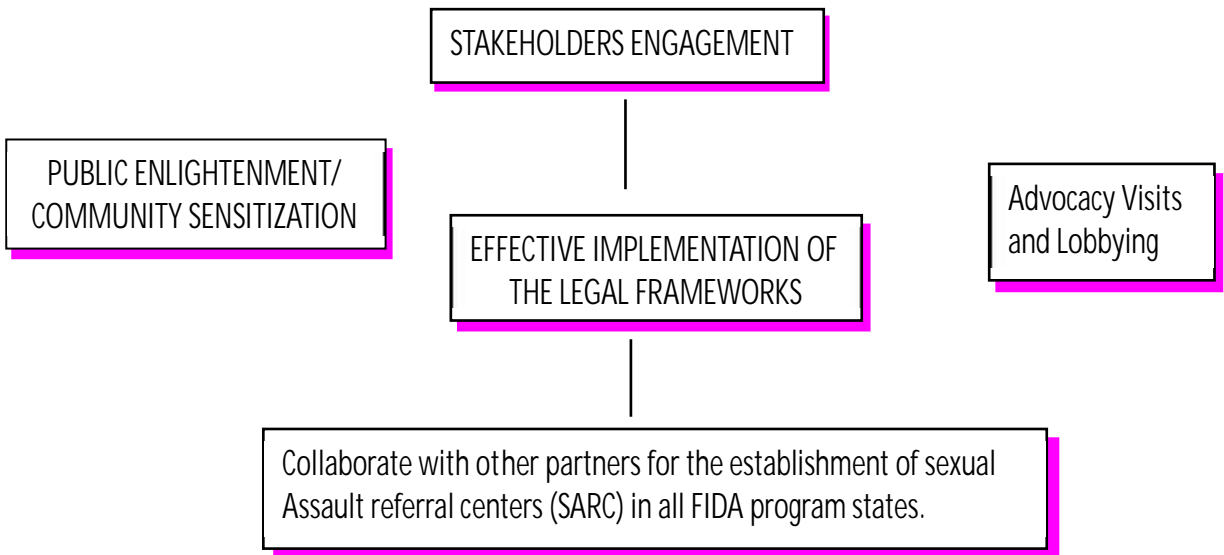 STAKEHOLDERS ENGAGEMENT
PUBLIC ENLIGHTENMENT/
COMMUNITY SENSITIZATION
Advocacy Visits
and Lobbying
EFFECTIVE IMPLEMENTATION OF
THE LEGAL FRAMEWORKS
Collaborate with other partners for the establishment of sexual
Assault referral centers (SARC) in all FIDA program states.